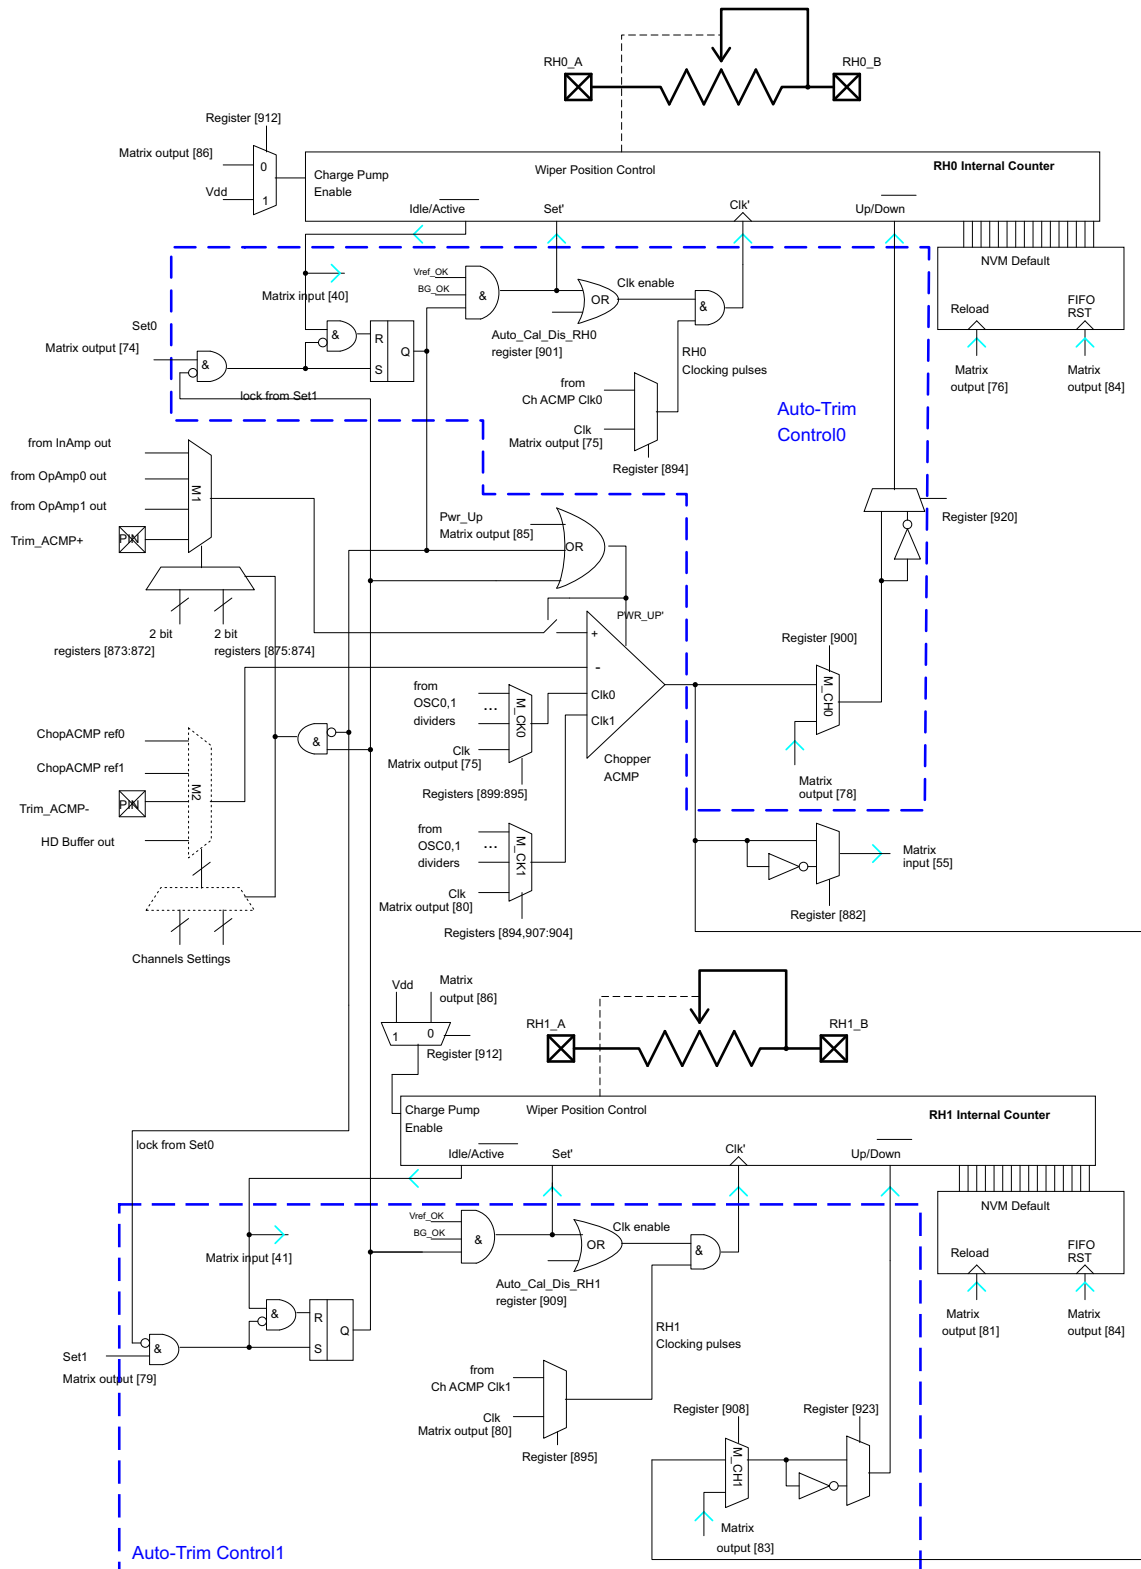 RH0_A
RH0_B
Register [912]
Matrix output [86]
0
Vdd
1
Charge Pump
Enable
Wiper Position Control
RH0 Internal Counter
Idle/Active
Set'
Clk'
Up/Down
NVM Default
Reload
FIFO
RST
Matrix
output [76]
Matrix
output [84]
Vref_OK
BG_OK
&
Matrix input [40]
OR
Clk enable
&
Auto_Cal_Dis_RH0
register [901]
Set0
Matrix output [74]
&
&
R
S
Q
lock from Set1
RH0
Clocking pulses
from
Ch ACMP Clk0
Clk
Matrix output [75]
Register [894]
Auto-Trim
Control0
from InAmp out
from OpAmp0 out
from OpAmp1 out
Trim_ACMP+
PIN
M1
2 bit
registers [873:872]
2 bit
registers [875:874]
Pwr_Up
Matrix output [85]
OR
PWR_UP'
Register [920]
Register [900]
M_CH0
Matrix
output [78]
+
-
Clk0
Clk1
Chopper
ACMP
from
OSC0,1
dividers
...
M_CK0
Clk
Matrix output [75]
Registers [899:895]
&
ChopACMP ref0
ChopACMP ref1
Trim_ACMP-
PIN
HD Buffer out
M2
Channels Settings
from
OSC0,1
dividers
...
M_CK1
Clk
Matrix output [80]
Registers [894,907:904]
Matrix
input [55]
Register [882]
Vdd
Matrix
output [86]
1
0
Register [912]
RH1_A
RH1_B
Charge Pump
Enable
Wiper Position Control
RH1 Internal Counter
Idle/Active
Set'
Clk'
Up/Down
lock from Set0
NVM Default
Reload
FIFO
RST
Matrix
output [81]
Matrix
output [84]
Vref_OK
BG_OK
&
Matrix input [41]
OR
Clk enable
&
Auto_Cal_Dis_RH1
register [909]
&
R
S
Q
&
Set1
Matrix output [79]
RH1
Clocking pulses
from
Ch ACMP Clk1
Clk
Matrix output [80]
Register [895]
Register [908]
Register [923]
M_CH1
Matrix
output [83]
Auto-Trim Control1